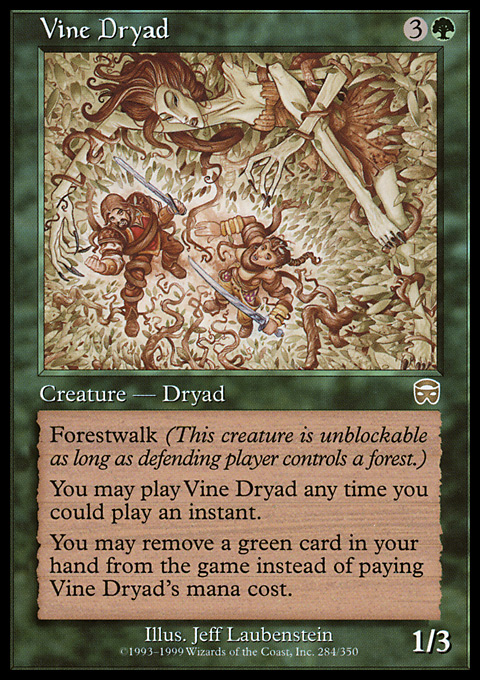 Vine Dryad 3
Creature — Dryad
Forestwalk (This creature is unblockable
as long as defending player controls a forest.)
You may play Vine Dryad any time you
could play an instant.
You may remove a green card in your
hand from the game instead of paying
Vine Dryad's mana cost.
Illus. Jeff Laubenstein
©1993–1999 Wizards of the Coast, Inc. 284/350
1/3